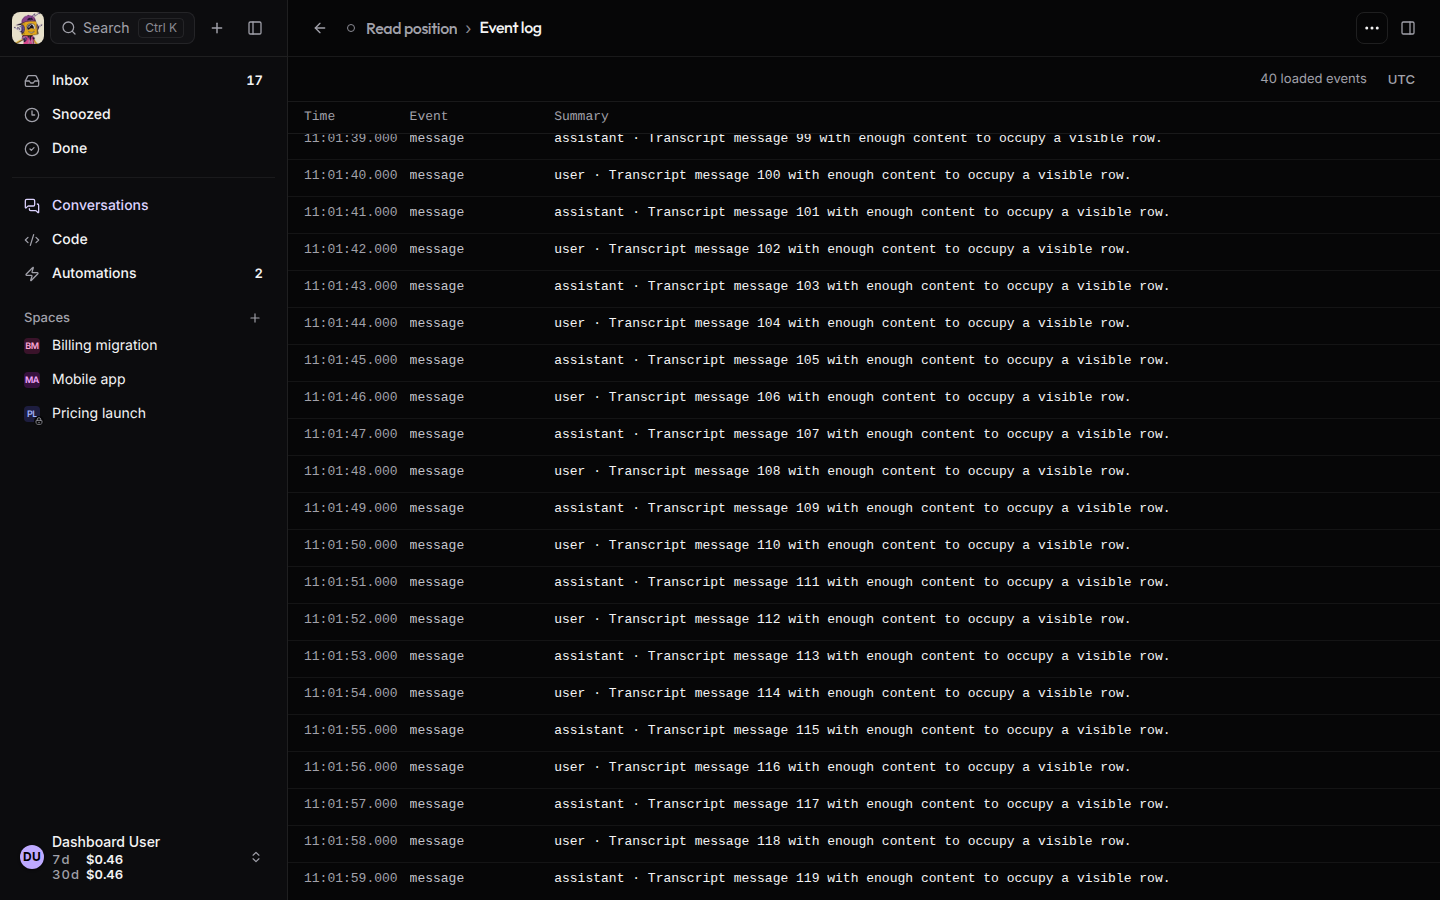 Search Ctrl K
Inbox 17
Snoozed
Done
Conversations
Code
Automations 2
Spaces
BM Billing migration
MA Mobile app
PL Pricing launch
DU Dashboard User
7d $0.46
30d $0.46
Read position › Event log
40 loaded events UTC
Time Event Summary
11:01:39.000 message assistant · Transcript message 99 with enough content to occupy a visible row.
11:01:40.000 message user · Transcript message 100 with enough content to occupy a visible row.
11:01:41.000 message assistant · Transcript message 101 with enough content to occupy a visible row.
11:01:42.000 message user · Transcript message 102 with enough content to occupy a visible row.
11:01:43.000 message assistant · Transcript message 103 with enough content to occupy a visible row.
11:01:44.000 message user · Transcript message 104 with enough content to occupy a visible row.
11:01:45.000 message assistant · Transcript message 105 with enough content to occupy a visible row.
11:01:46.000 message user · Transcript message 106 with enough content to occupy a visible row.
11:01:47.000 message assistant · Transcript message 107 with enough content to occupy a visible row.
11:01:48.000 message user · Transcript message 108 with enough content to occupy a visible row.
11:01:49.000 message assistant · Transcript message 109 with enough content to occupy a visible row.
11:01:50.000 message user · Transcript message 110 with enough content to occupy a visible row.
11:01:51.000 message assistant · Transcript message 111 with enough content to occupy a visible row.
11:01:52.000 message user · Transcript message 112 with enough content to occupy a visible row.
11:01:53.000 message assistant · Transcript message 113 with enough content to occupy a visible row.
11:01:54.000 message user · Transcript message 114 with enough content to occupy a visible row.
11:01:55.000 message assistant · Transcript message 115 with enough content to occupy a visible row.
11:01:56.000 message user · Transcript message 116 with enough content to occupy a visible row.
11:01:57.000 message assistant · Transcript message 117 with enough content to occupy a visible row.
11:01:58.000 message user · Transcript message 118 with enough content to occupy a visible row.
11:01:59.000 message assistant · Transcript message 119 with enough content to occupy a visible row.